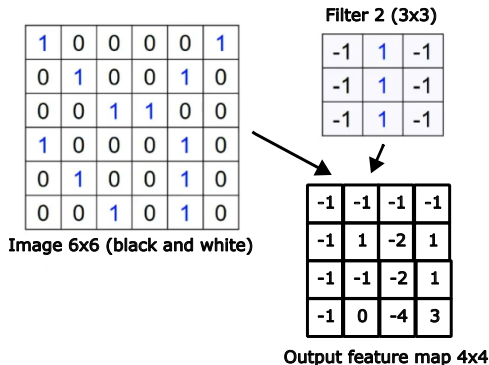 Filter 2 (3x3)
1 0 0 0 0 1
0 1 0 0 1 0
0 0 1 1 0 0
1 0 0 0 1 0
0 1 0 0 1 0
0 0 1 0 1 0
Image 6x6 (black and white)
-1 1 -1
-1 1 -1
-1 1 -1
-1 -1 -1 -1
-1 1 -2 1
-1 -1 -2 1
-1 0 -4 3
Output feature map 4x4